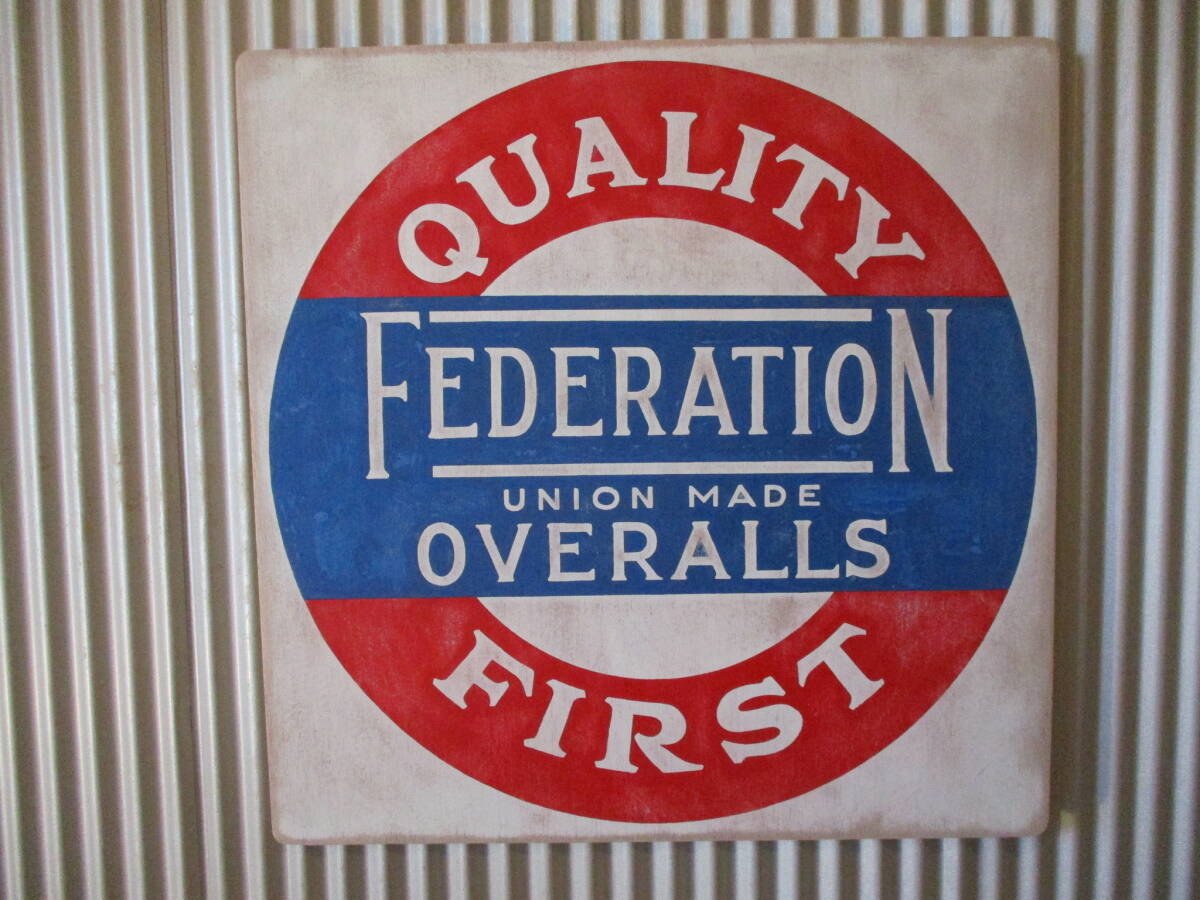 QUALITY
FEDERATION
UNION MADE
OVERALLS
FIRST